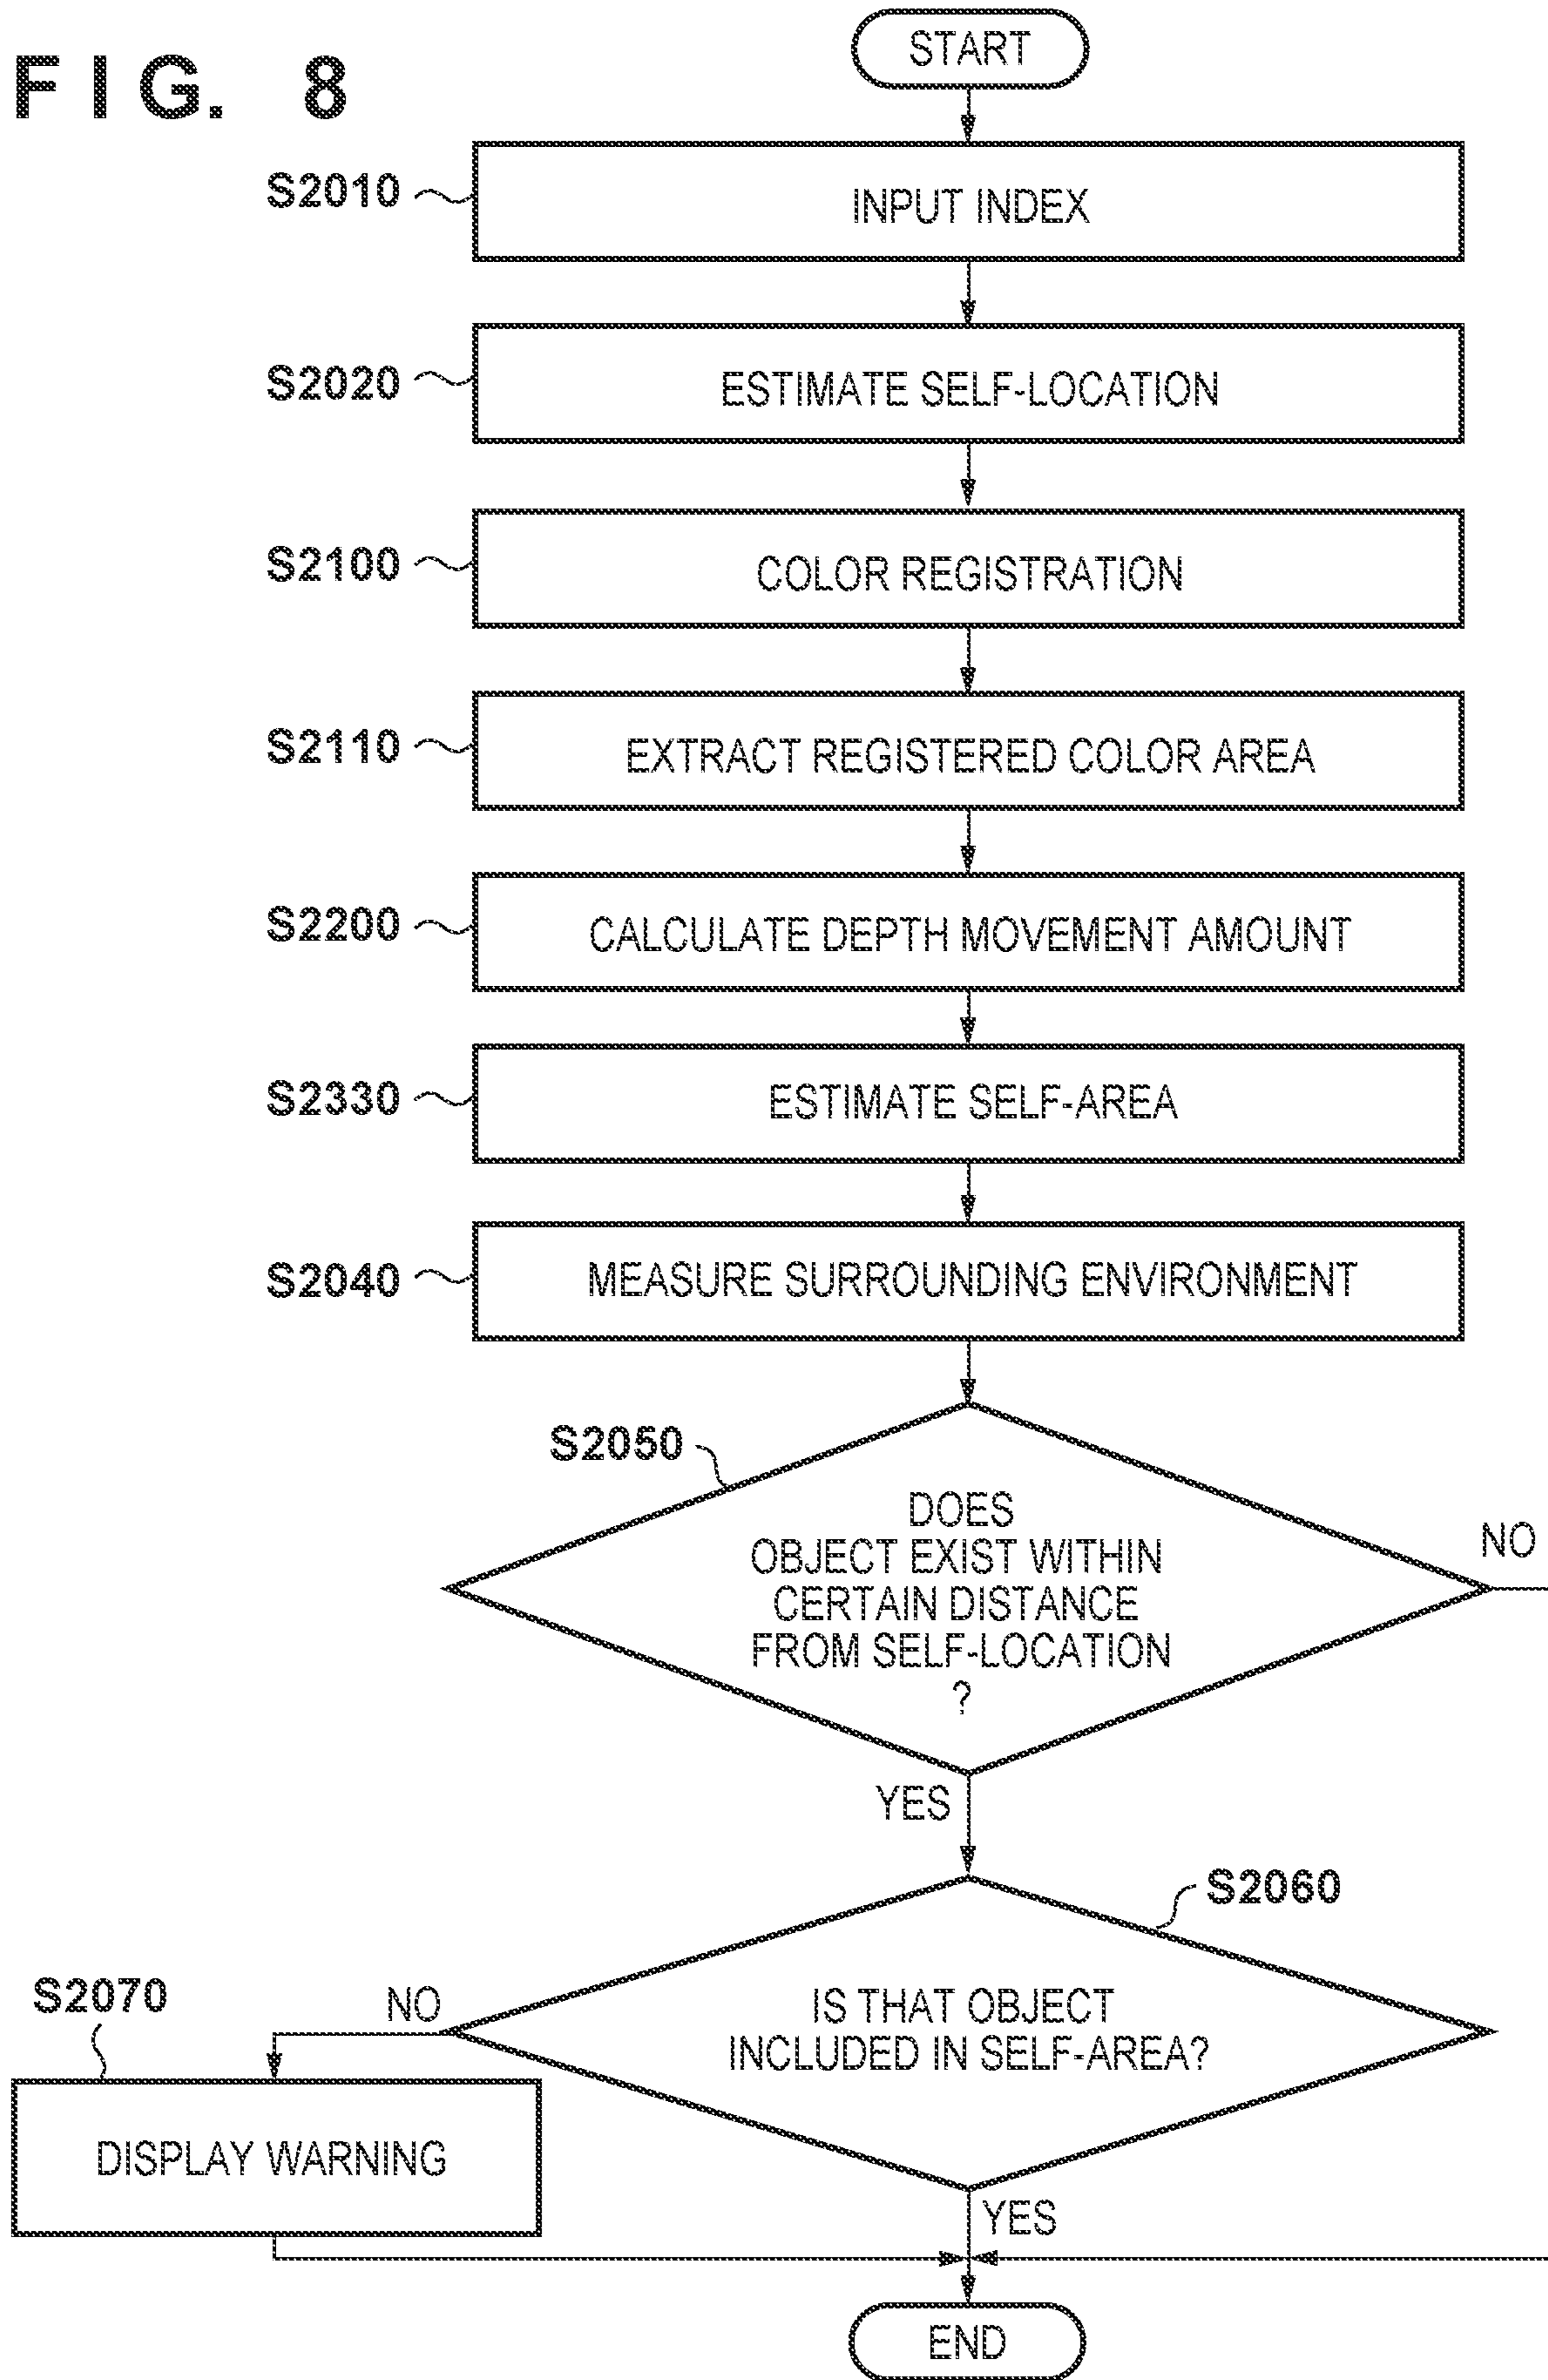 FIG. 8
START
S2010
INPUT INDEX
S2020
ESTIMATE SELF-LOCATION
S2100
COLOR REGISTRATION
S2110
EXTRACT REGISTERED COLOR AREA
S2200
CALCULATE DEPTH MOVEMENT AMOUNT
S2330
ESTIMATE SELF-AREA
S2040
MEASURE SURROUNDING ENVIRONMENT
S2050
DOES
OBJECT EXIST WITHIN
CERTAIN DISTANCE
FROM SELF-LOCATION
?
NO
YES
S2060
IS THAT OBJECT
INCLUDED IN SELF-AREA?
NO
S2070
DISPLAY WARNING
YES
END